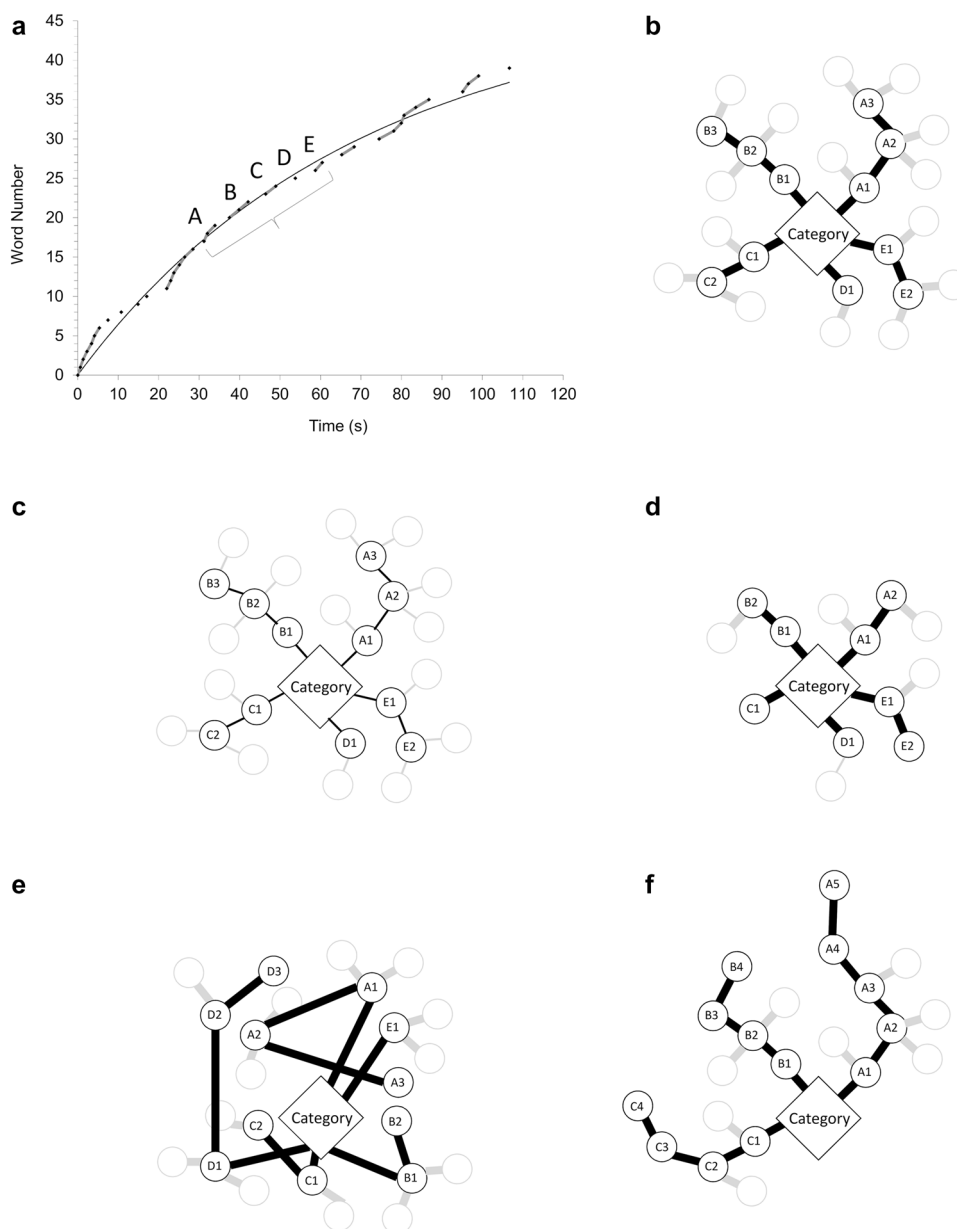 a
45
40
35
30
25
20
15
10
5
0
Word Number
A
B
C
D
E
0 10 20 30 40 50 60 70 80 90 100 110 120
Time (s)
b
A3
B3
A2
B2
B1
A1
Category
C1
E1
C2
D1
E2
c
A3
B3
B2
A2
B1
A1
Category
C1
E1
C2
D1
E2
d
B2
A2
B1
A1
Category
C1
E1
D1
E2
e
D3
A1
D2
E1
A2
A3
Category
C2
B2
D1
C1
B1
f
A5
A4
B4
A3
B3
A2
B2
B1
A1
C4
Category
C3
C1
C2